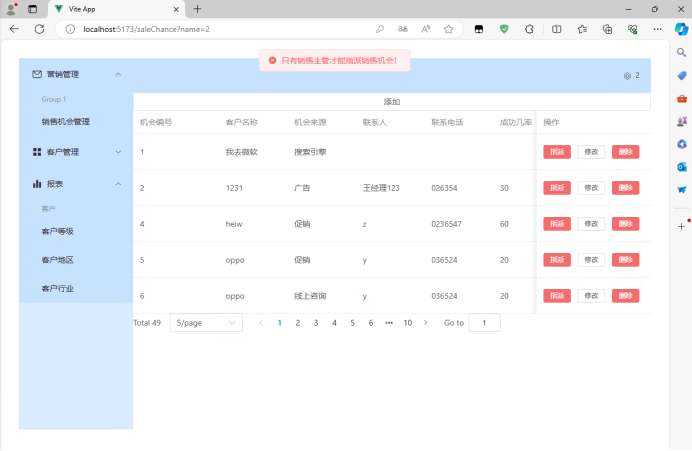 Vite App
localhost:5173/saleChance?name=2
只有销售主管才能指派销售机会！
营销管理
2
Group 1
添加
销售机会管理
机会编号 客户名称 机会来源 联系人 联系电话 成功几率 操作
客户管理
1 我去微软 搜索引擎 指派 修改 删除
报表
2 1231 广告 王经理123 026354 30 指派 修改 删除
客户
客户等级
4 heiw 促销 z 0236547 60 指派 修改 删除
客户地区
5 oppo 促销 y 036524 20 指派 修改 删除
客户行业
6 oppo 线上咨询 y 036524 20 指派 修改 删除
Total 49 5/page 1 2 3 4 5 6 ••• 10 Go to 1